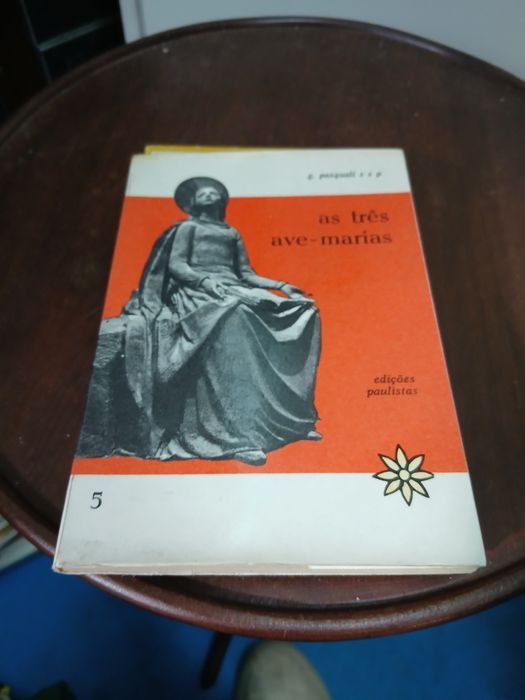 g. pasquali s s p
as três
ave-marias
edições
paulistas
5